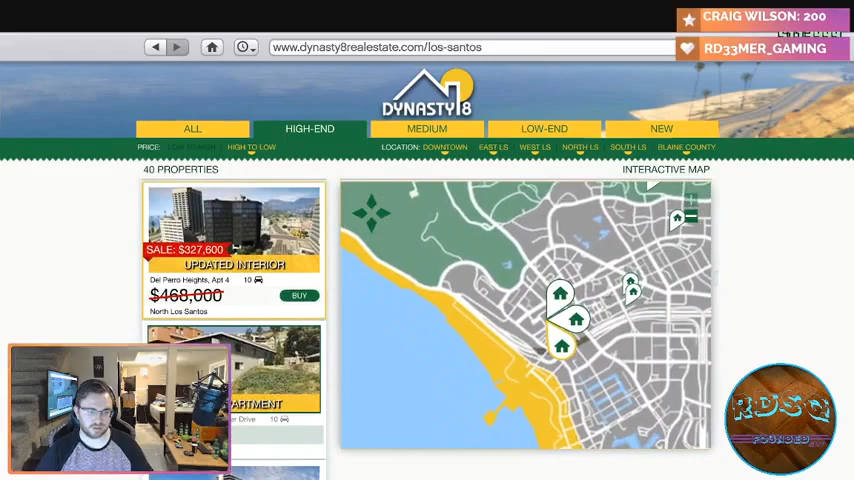 CRAIG WILSON: 200
RD33MER_GAMING
www.dynasty8realestate.com/los-santos
DYNASTY8
ALL
HIGH-END
MEDIUM
LOW-END
NEW
PRICE: LOW TO HIGH HIGH TO LOW LOCATION: DOWNTOWN EAST LS WEST LS NORTH LS SOUTH LS BLAINE COUNTY
40 PROPERTIES
INTERACTIVE MAP
SALE: $327,600
UPDATED INTERIOR
Del Perro Heights, Apt 4 10
$468,000 BUY
North Los Santos
ARTMENT
er Drive 10
RDSQ
FOUNDED